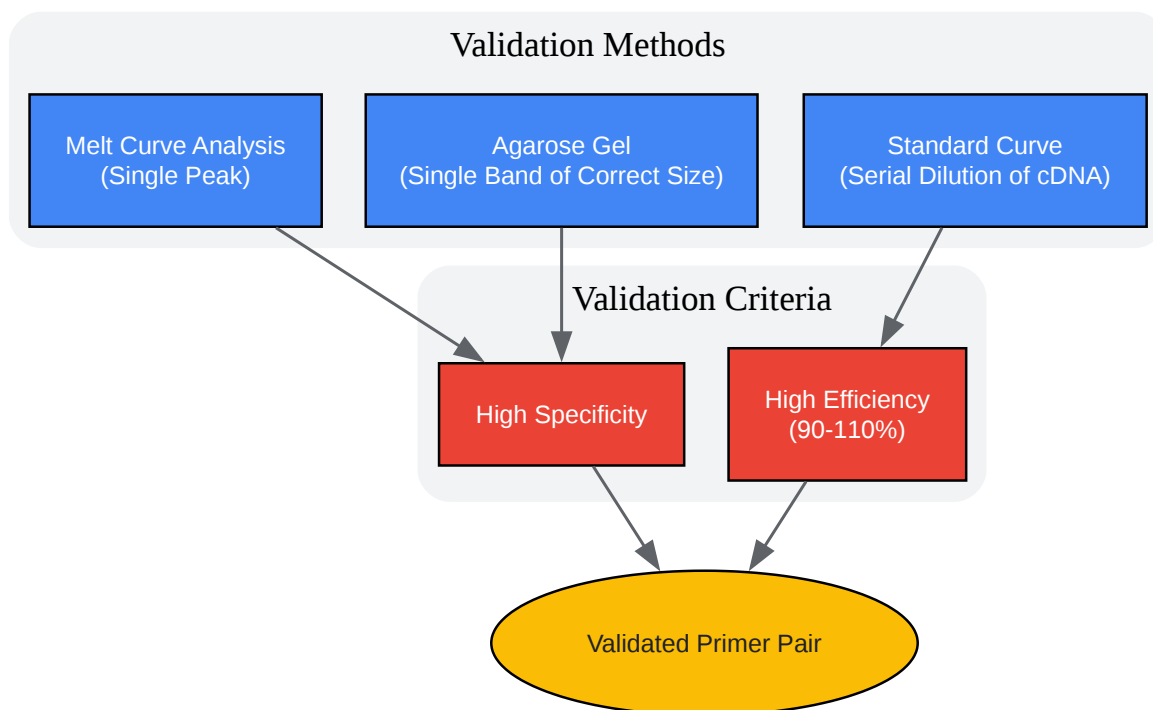 Validation Methods
Melt Curve Analysis
(Single Peak)
Agarose Gel
(Single Band of Correct Size)
Standard Curve
(Serial Dilution of cDNA)
Validation Criteria
High Specificity
High Efficiency
(90-110%)
Validated Primer Pair